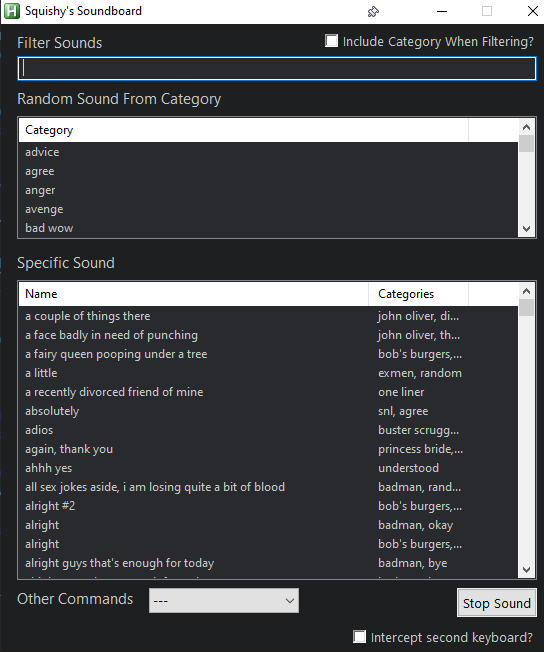 Squishy's Soundboard
Filter Sounds
Include Category When Filtering?
Random Sound From Category
Category
advice
agree
anger
avenge
bad wow
Specific Sound
Name Categories
a couple of things there john oliver, di...
a face badly in need of punching john oliver, th...
a fairy queen pooping under a tree bob's burgers,...
a little exmen, random
a recently divorced friend of mine one liner
absolutely snl, agree
adios buster scrugg...
again, thank you princess bride,...
ahhh yes understood
all sex jokes aside, i am losing quite a bit of blood badman, rand...
alright #2 bob's burgers,...
alright badman, okay
alright bob's burgers,...
alright guys that's enough for today badman, bye
Other Commands --- Stop Sound
Intercept second keyboard?